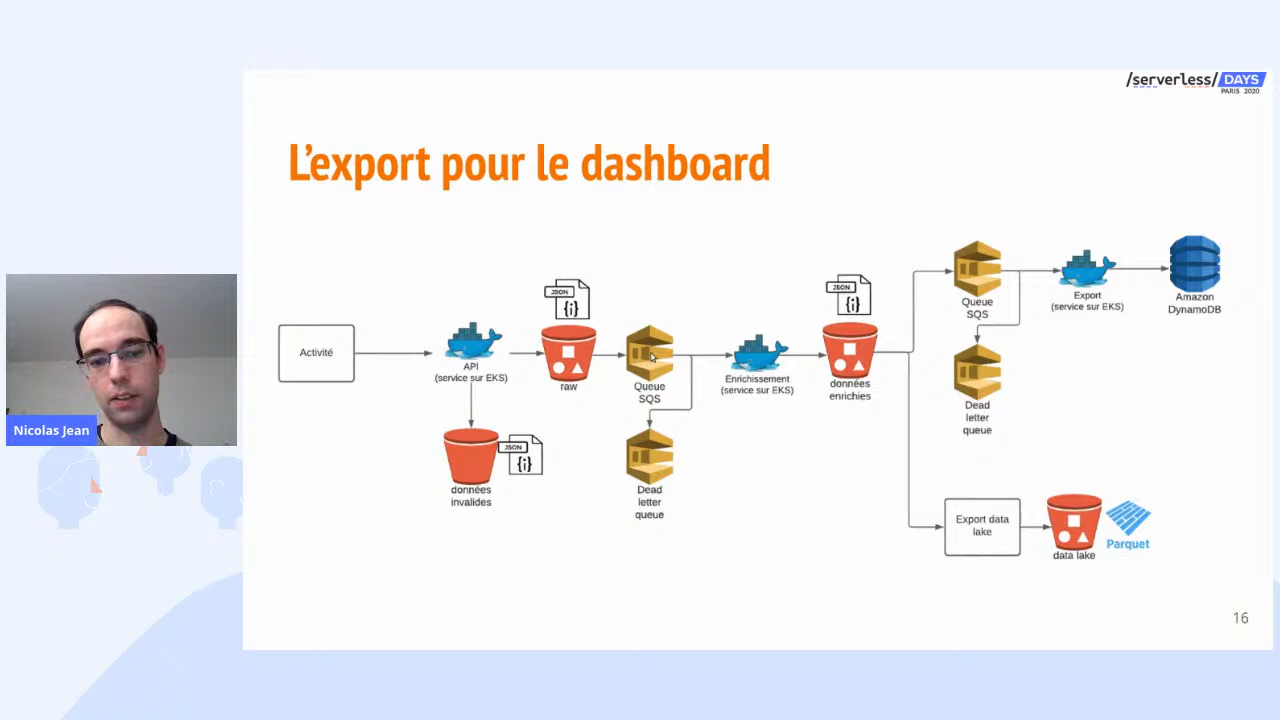 /serverless/ DAYS
PARIS 2020
L'export pour le dashboard
Activité
API
(service sur EKS)
JSON
{i}
raw
JSON
{i}
données
invalides
Queue
SQS
Dead
letter
queue
Enrichissement
(service sur EKS)
JSON
{i}
données
enrichies
Queue
SQS
Dead
letter
queue
Export
(service sur EKS)
Amazon
DynamoDB
Export data
lake
data lake
Parquet
Nicolas Jean
16